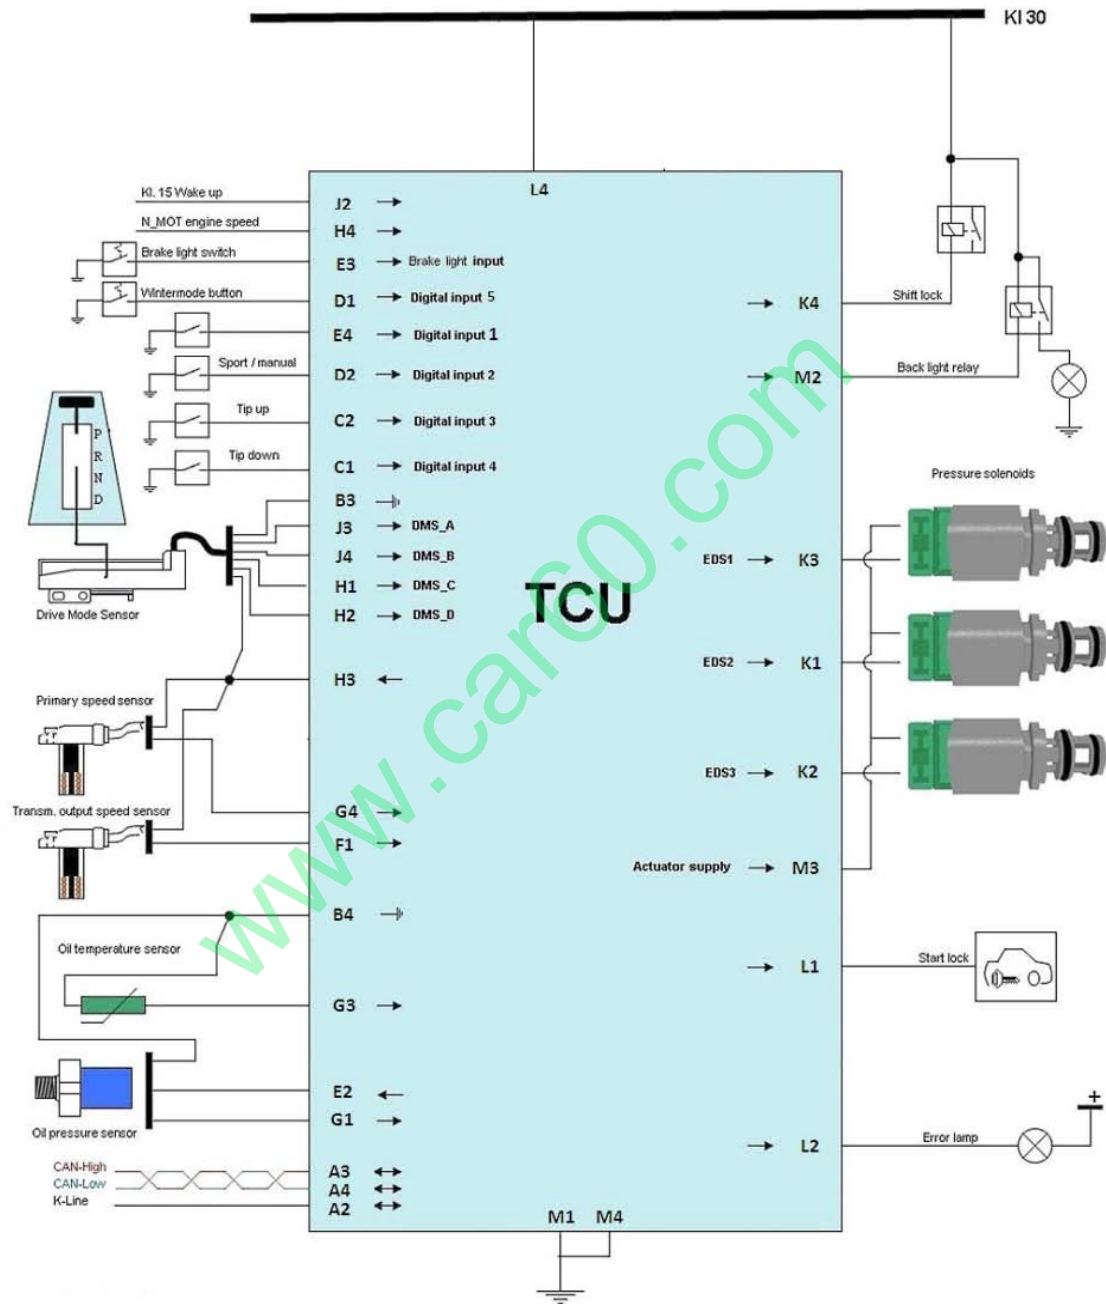 Kl 30
L4
Kl. 15 Wake up
J2
N_MOT engine speed
H4
Brake light switch
E3 Brake light input
Wintermode button
D1 Digital input 5
E4 Digital input 1
Sport / manual
D2 Digital input 2
Tip up
C2 Digital input 3
Tip down
C1 Digital input 4
P
R
N
D
B3
J3 DMS_A
J4 DMS_B
H1 DMS_C
H2 DMS_D
Drive Mode Sensor
H3
Primary speed sensor
Transm. output speed sensor
G4
F1
B4
Oil temperature sensor
G3
E2
G1
Oil pressure sensor
CAN-High
A3
CAN-Low
A4
K-Line
A2
TCU
K4
Shift lock
M2
Back light relay
Pressure solenoids
EDS1 K3
EDS2 K1
EDS3 K2
Actuator supply M3
L1
Start lock
L2
Error lamp
+
M1 M4
www.car60.com